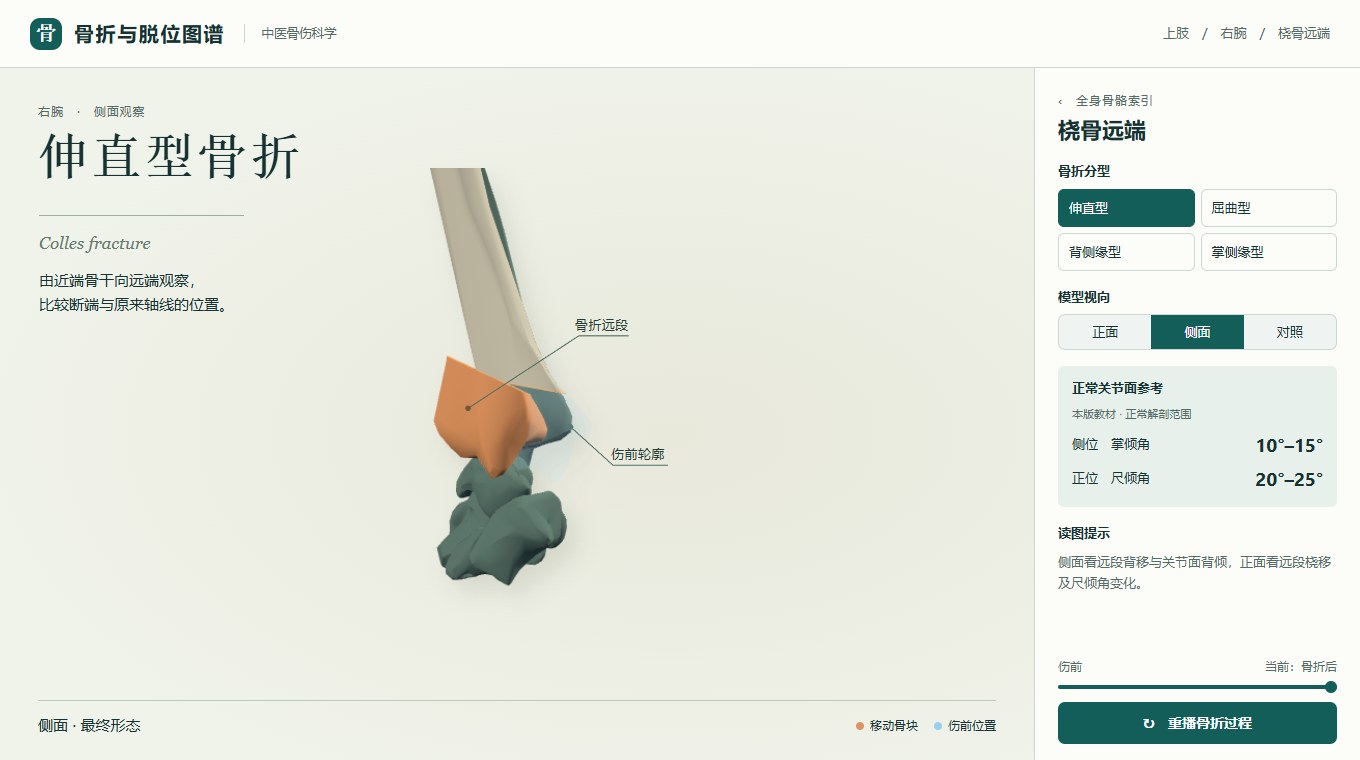 骨 骨折与脱位图谱 中医骨伤科学
上肢 / 右腕 / 桡骨远端
右腕 · 侧面观察
伸直型骨折
Colles fracture
由近端骨干向远端观察，
比较断端与原来轴线的位置。
骨折远段
伤前轮廓
侧面 · 最终形态
移动骨块 伤前位置
‹ 全身骨骼索引
桡骨远端
骨折分型
伸直型 屈曲型
背侧缘型 掌侧缘型
模型视向
正面 侧面 对照
正常关节面参考
本版教材 · 正常解剖范围
侧位 掌倾角 10°–15°
正位 尺倾角 20°–25°
读图提示
侧面看远段背移与关节面背倾，正面看远段桡移
及尺倾角变化。
伤前 当前：骨折后
↻ 重播骨折过程